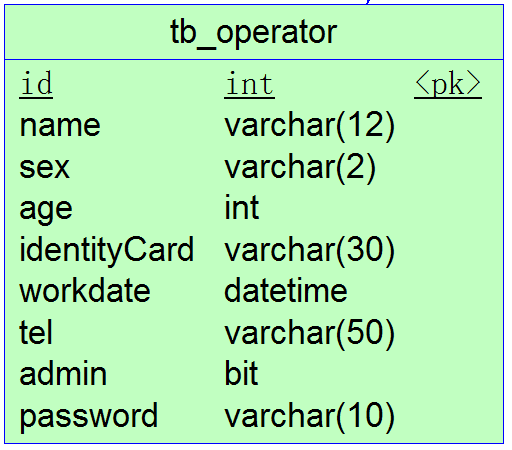 tb_operator
id int <pk>
name varchar(12)
sex varchar(2)
age int
identityCard varchar(30)
workdate datetime
tel varchar(50)
admin bit
password varchar(10)